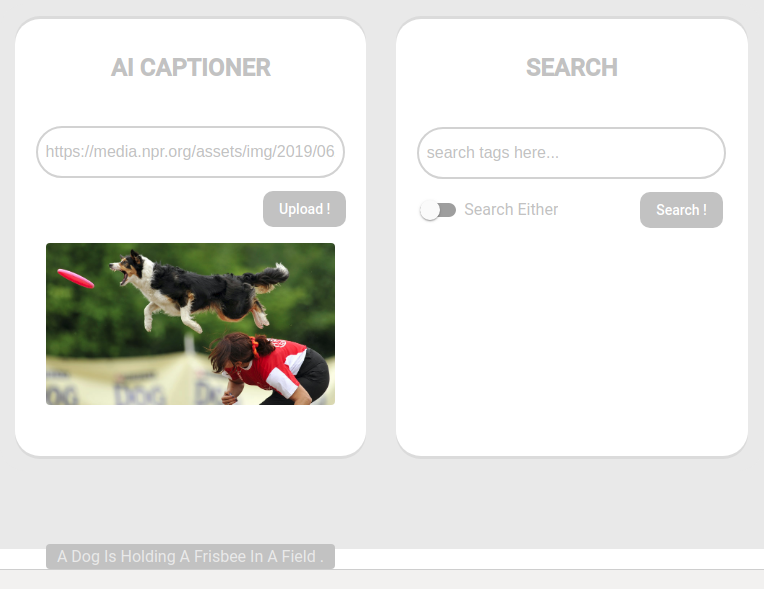 AI CAPTIONER
https://media.npr.org/assets/img/2019/06
Upload !
DOG
A Dog Is Holding A Frisbee In A Field .
SEARCH
search tags here...
Search Either
Search !